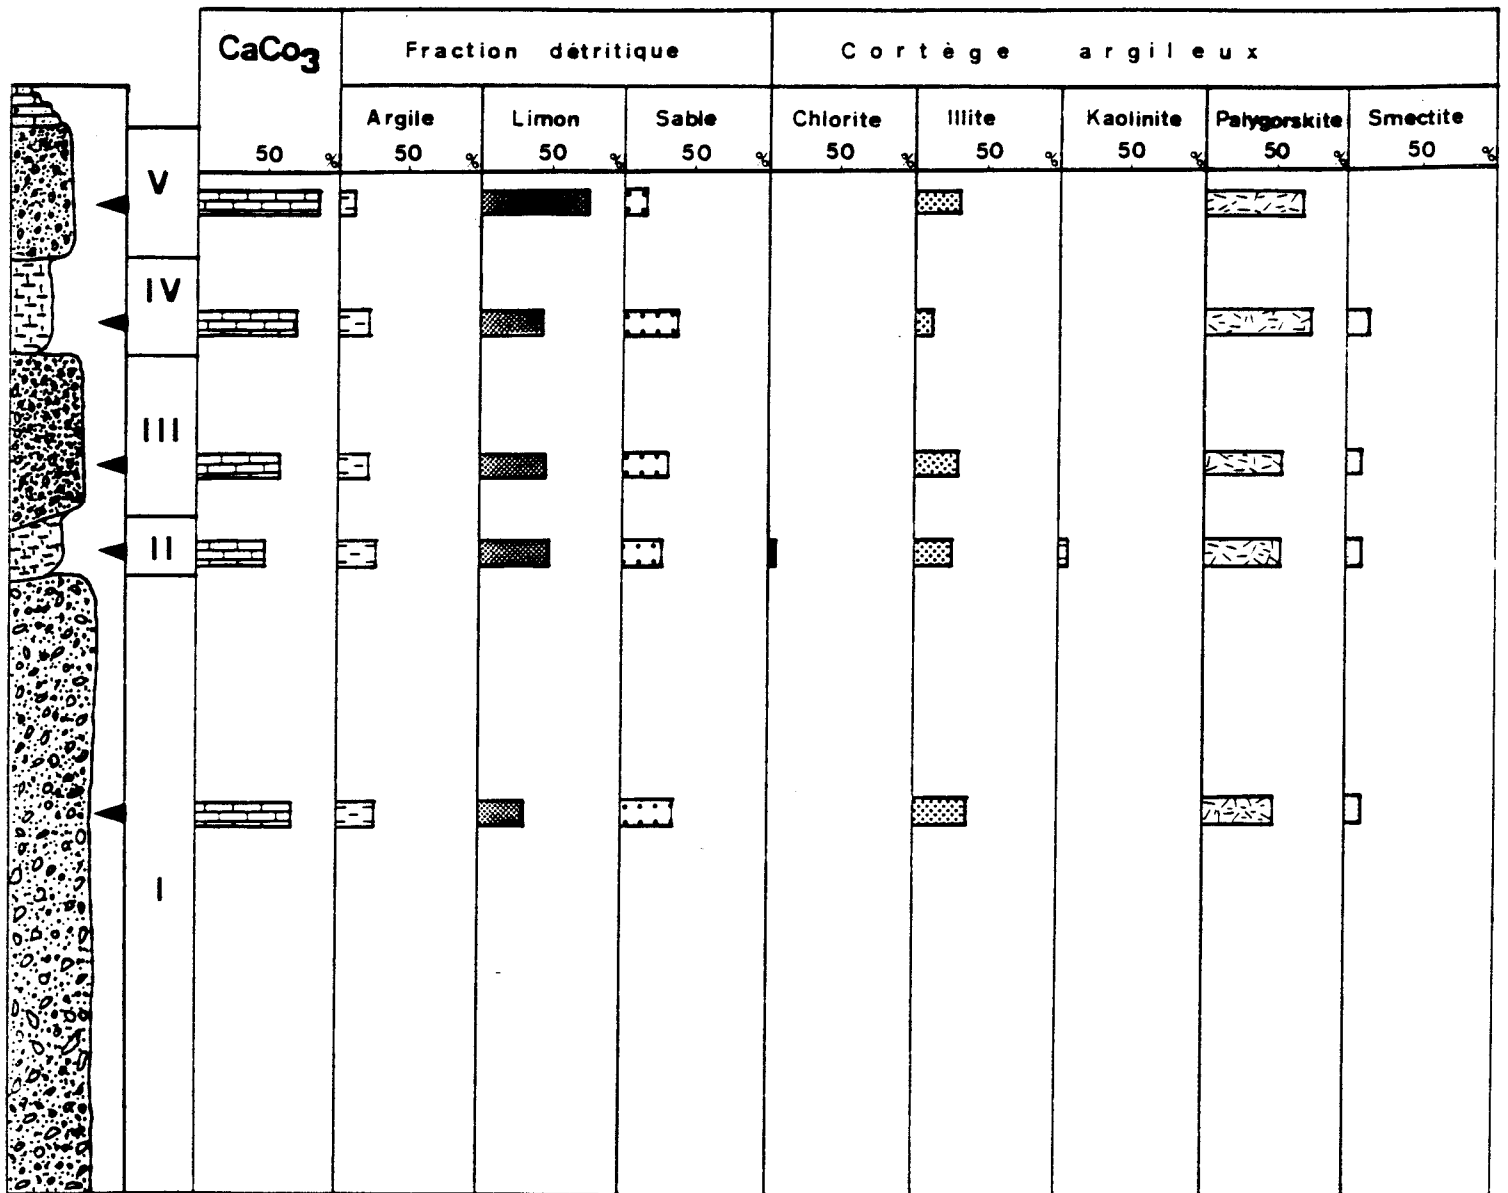 CaCo3 Fraction détritique Cortège argileux
Argile Limon Sable Chlorite Illite Kaolinite Palygorskite Smectite
50 % 50 % 50 % 50 % 50 % 50 % 50 % 50 % 50 %
V
IV
III
II
I